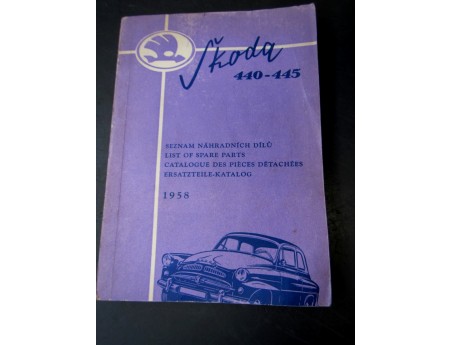 Škoda
440-445
SEZNAM NÁHRADNÍCH DÍLŮ
LIST OF SPARE PARTS
CATALOGUE DES PIÈCES DÉTACHÉES
ERSATZTEILE-KATALOG
1958